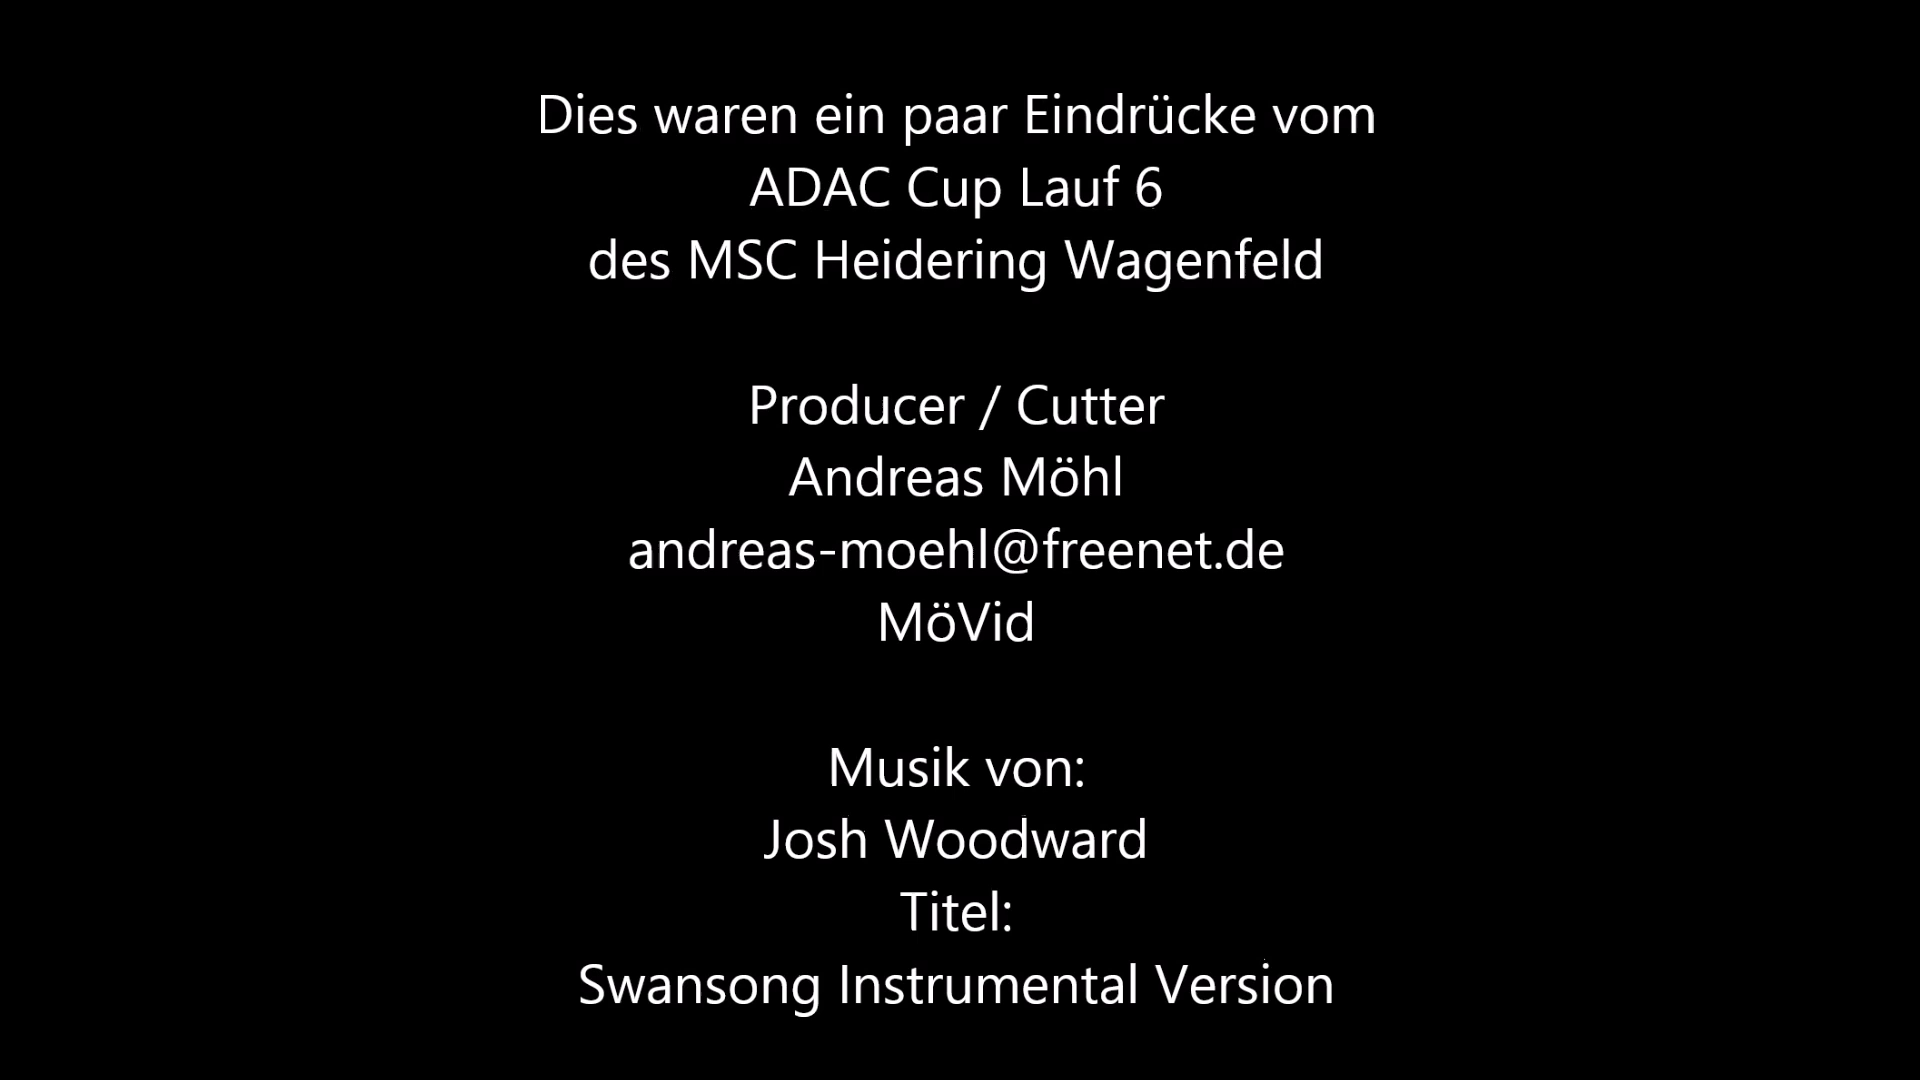 Dies waren ein paar Eindrücke vom
ADAC Cup Lauf 6
des MSC Heidering Wagenfeld
Producer / Cutter
Andreas Möhl
andreas-moehl@freenet.de
MöVid
Musik von:
Josh Woodward
Titel:
Swansong Instrumental Version